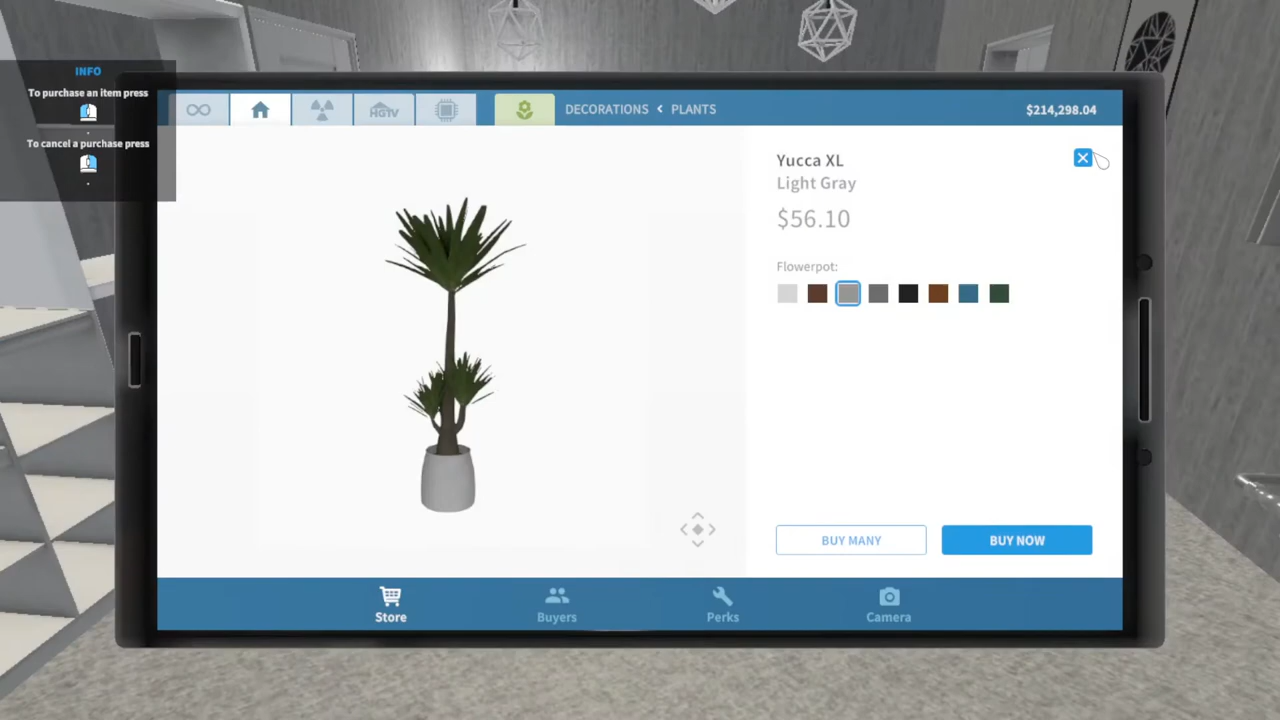 INFO
To purchase an item press
To cancel a purchase press
HGTV
DECORATIONS < PLANTS
$214,298.04
Yucca XL
Light Gray
$56.10
Flowerpot:
BUY MANY
BUY NOW
Store
Buyers
Perks
Camera